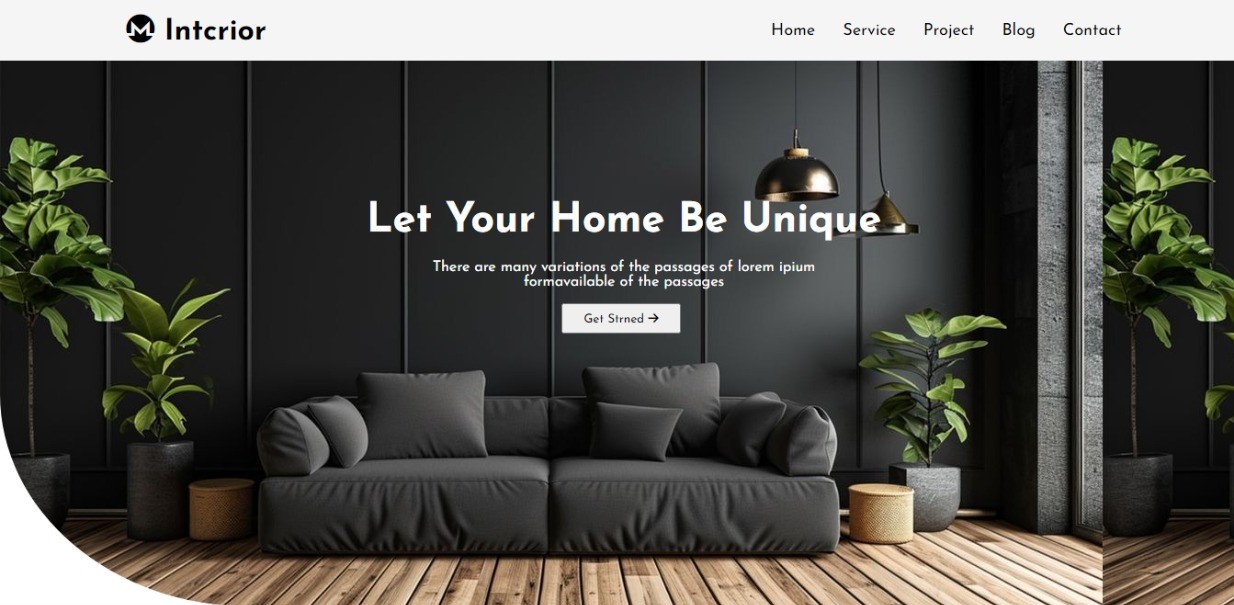 Intcrior
Home Service Project Blog Contact
Let Your Home Be Unique
There are many variations of the passages of lorem ipium
formavailable of the passages
Get Strned →